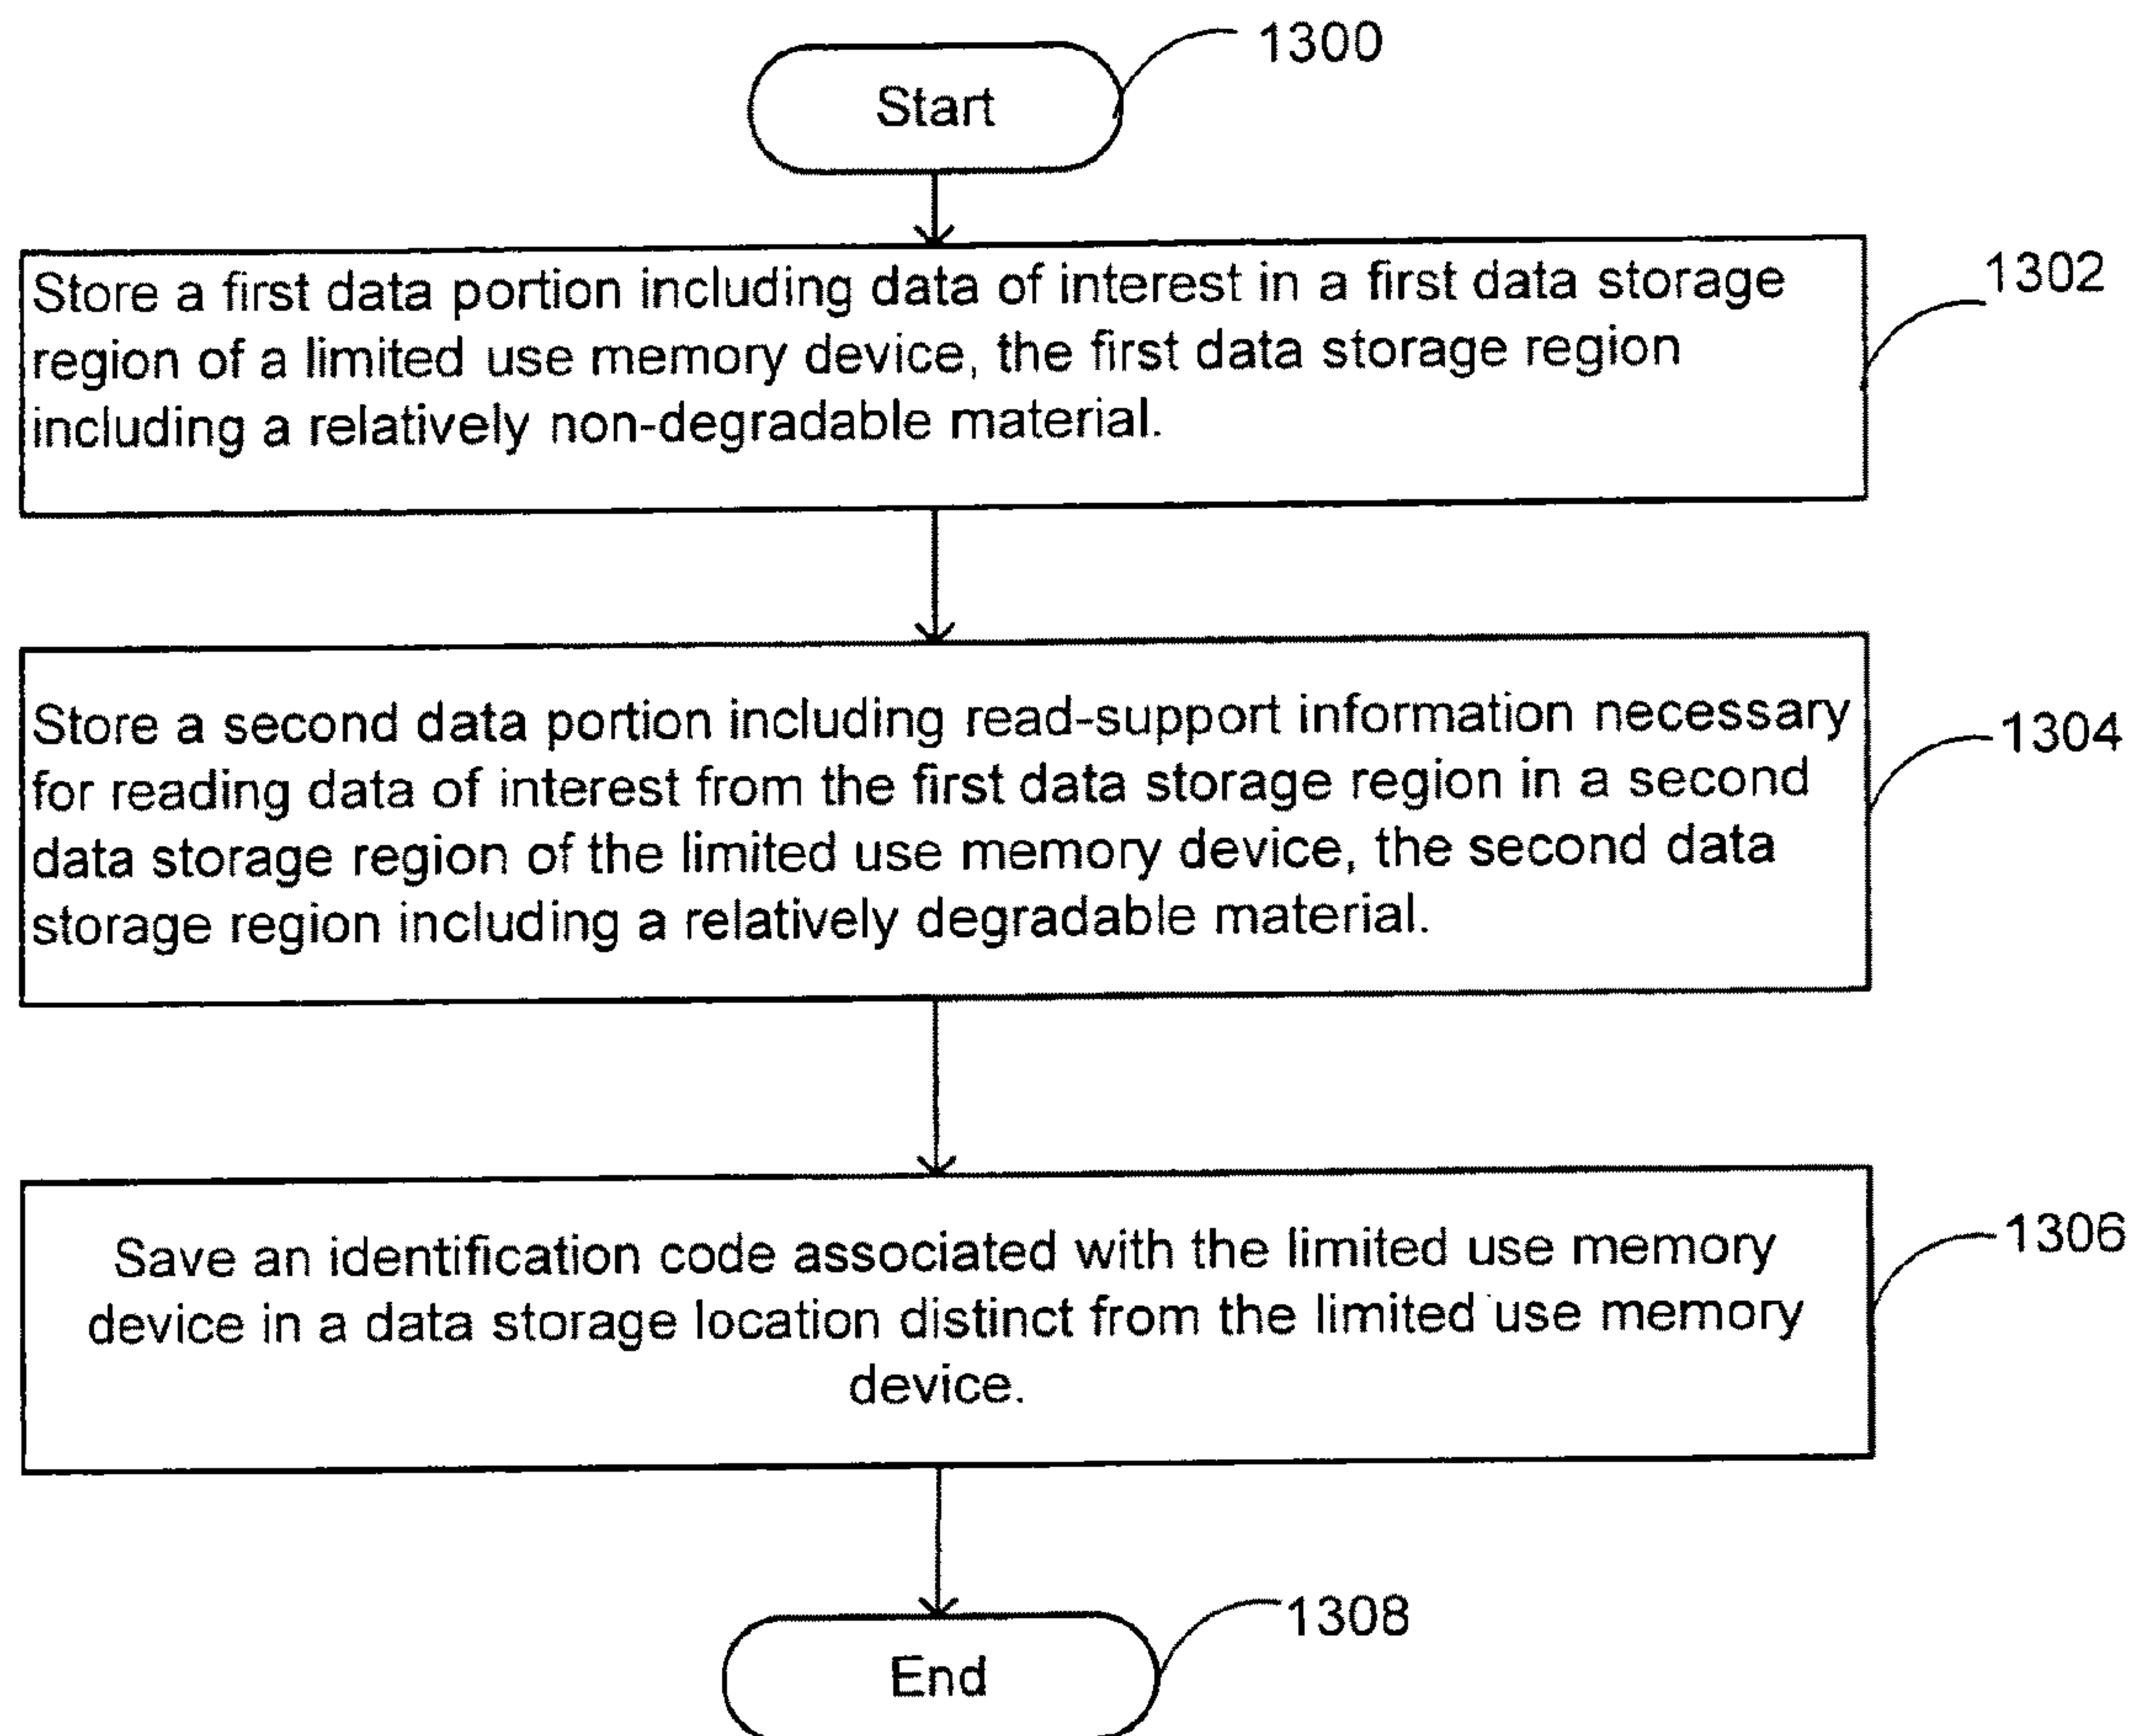 1300
Start
1302
Store a first data portion including data of interest in a first data storage
region of a limited use memory device, the first data storage region
including a relatively non-degradable material.
1304
Store a second data portion including read-support information necessary
for reading data of interest from the first data storage region in a second
data storage region of the limited use memory device, the second data
storage region including a relatively degradable material.
1306
Save an identification code associated with the limited use memory
device in a data storage location distinct from the limited use memory
device.
1308
End